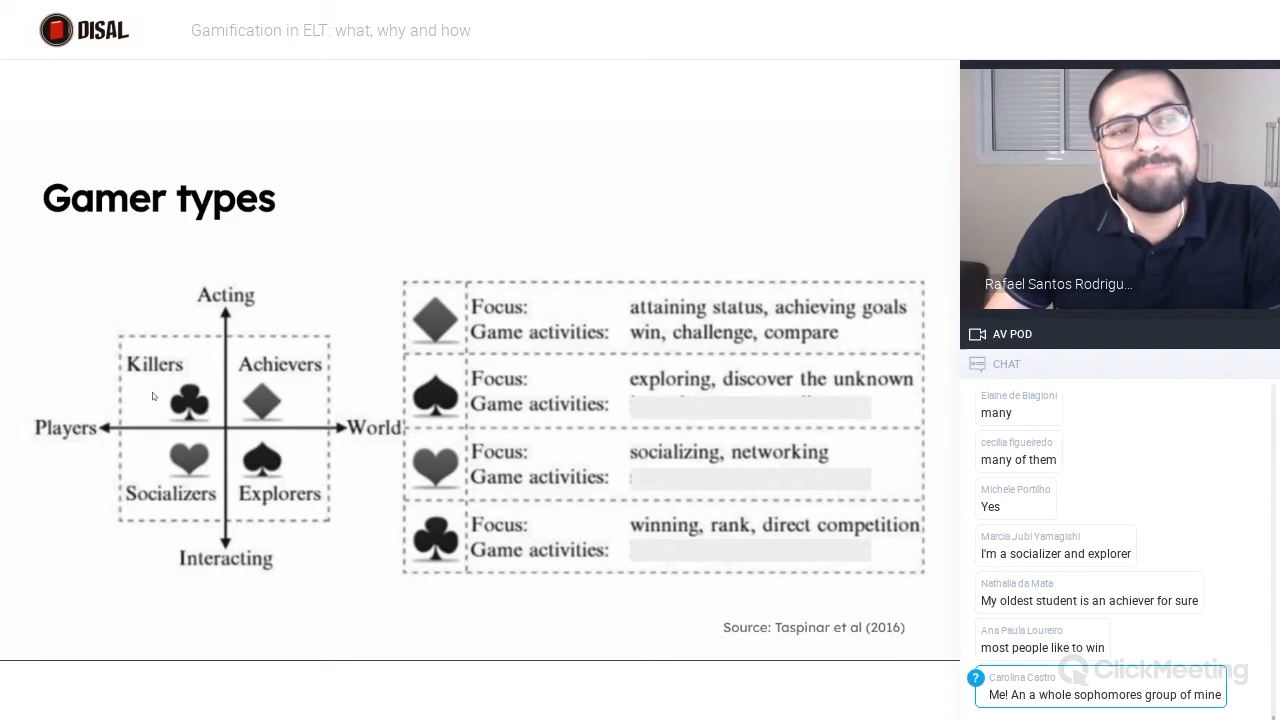 DISAL
Gamification in ELT: what, why and how
Gamer types
Acting
Killers
Achievers
Players
World
Socializers
Explorers
Interacting
Focus: attaining status, achieving goals
Game activities: win, challenge, compare
Focus: exploring, discover the unknown
Game activities:
Focus: socializing, networking
Game activities:
Focus: winning, rank, direct competition
Game activities:
Source: Taspinar et al (2016)
Rafael Santos Rodrigu...
AV POD
CHAT
Elaine de Biagioni
many
cecilia figueiredo
many of them
Michele Portilho
Yes
Marcia Jubi Yamagishi
I'm a socializer and explorer
Nathalia da Mata
My oldest student is an achiever for sure
Ana Paula Loureiro
most people like to win
ClickMeeting
?
Carolina Castro
Me! An a whole sophomores group of mine